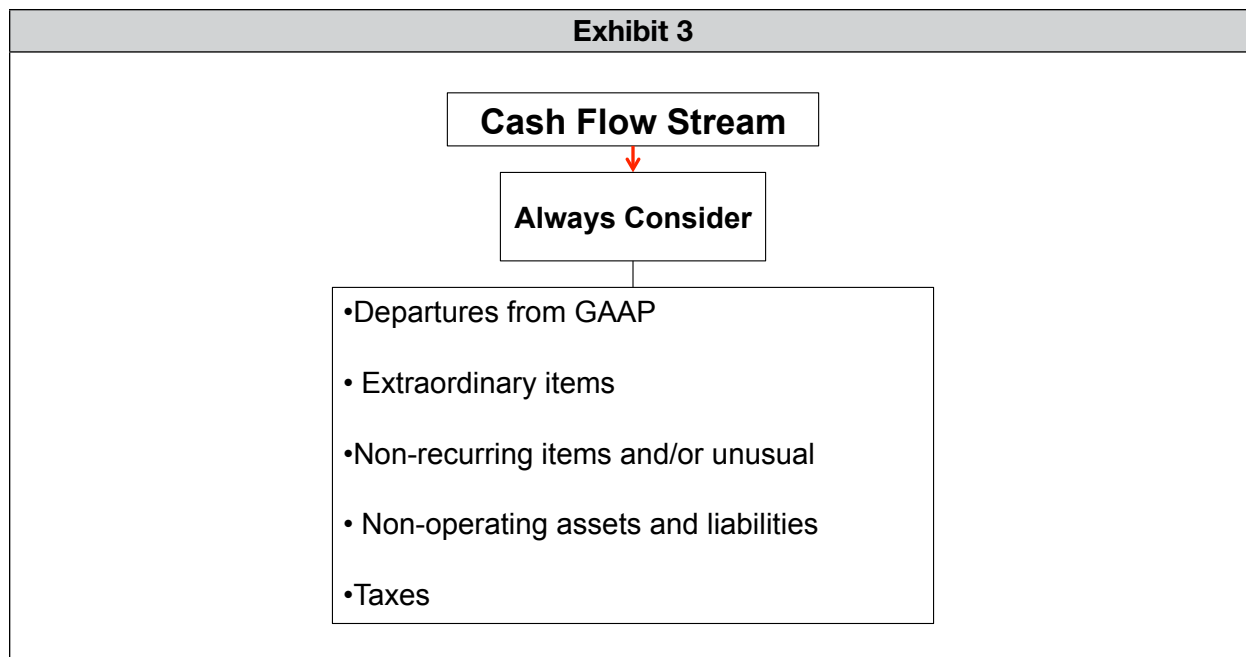 Exhibit 3
Cash Flow Stream
Always Consider
•Departures from GAAP
• Extraordinary items
•Non-recurring items and/or unusual
• Non-operating assets and liabilities
•Taxes